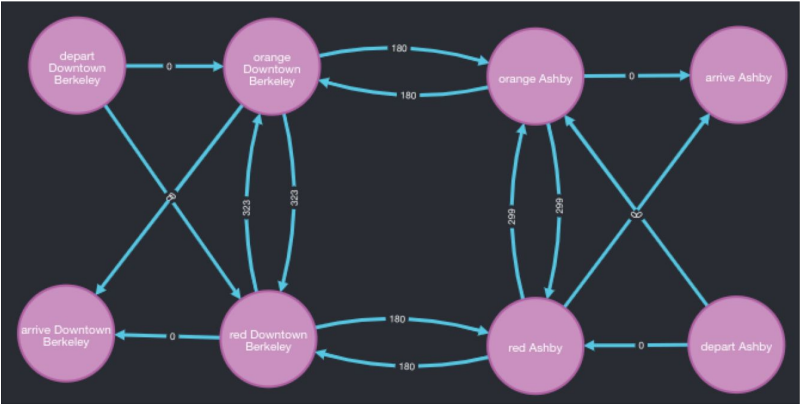 depart
Downtown
Berkeley
0
orange
Downtown
Berkeley
180
180
orange Ashby
0
arrive Ashby
323
323
299
299
arrive Downtown
Berkeley
0
red Downtown
Berkeley
180
180
red Ashby
0
depart Ashby